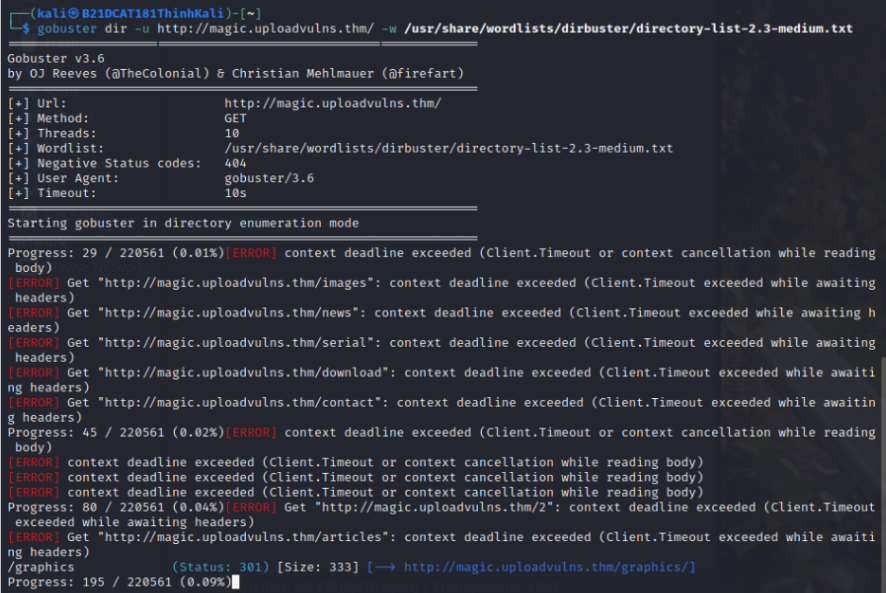 ┌──(kali㉿B21DCAT181ThinhKali)-[~]
└─$ gobuster dir -u http://magic.uploadvulns.thm/ -w /usr/share/wordlists/dirbuster/directory-list-2.3-medium.txt
===============================================================
Gobuster v3.6
by OJ Reeves (@TheColonial) & Christian Mehlmauer (@firefart)
===============================================================
[+] Url:                     http://magic.uploadvulns.thm/
[+] Method:                  GET
[+] Threads:                 10
[+] Wordlist:                /usr/share/wordlists/dirbuster/directory-list-2.3-medium.txt
[+] Negative Status codes:   404
[+] User Agent:              gobuster/3.6
[+] Timeout:                 10s
===============================================================
Starting gobuster in directory enumeration mode
===============================================================
Progress: 29 / 220561 (0.01%)[ERROR] context deadline exceeded (Client.Timeout or context cancellation while reading
 body)
[ERROR] Get "http://magic.uploadvulns.thm/images": context deadline exceeded (Client.Timeout exceeded while awaiting
 headers)
[ERROR] Get "http://magic.uploadvulns.thm/news": context deadline exceeded (Client.Timeout exceeded while awaiting h
eaders)
[ERROR] Get "http://magic.uploadvulns.thm/serial": context deadline exceeded (Client.Timeout exceeded while awaiting
 headers)
[ERROR] Get "http://magic.uploadvulns.thm/download": context deadline exceeded (Client.Timeout exceeded while awaiti
ng headers)
[ERROR] Get "http://magic.uploadvulns.thm/contact": context deadline exceeded (Client.Timeout exceeded while awaitin
g headers)
Progress: 45 / 220561 (0.02%)[ERROR] context deadline exceeded (Client.Timeout or context cancellation while reading
 body)
[ERROR] context deadline exceeded (Client.Timeout or context cancellation while reading body)
[ERROR] context deadline exceeded (Client.Timeout or context cancellation while reading body)
[ERROR] context deadline exceeded (Client.Timeout or context cancellation while reading body)
Progress: 80 / 220561 (0.04%)[ERROR] Get "http://magic.uploadvulns.thm/2": context deadline exceeded (Client.Timeout
 exceeded while awaiting headers)
[ERROR] Get "http://magic.uploadvulns.thm/articles": context deadline exceeded (Client.Timeout exceeded while awaiti
ng headers)
/graphics             (Status: 301) [Size: 333] [--> http://magic.uploadvulns.thm/graphics/]
Progress: 195 / 220561 (0.09%)